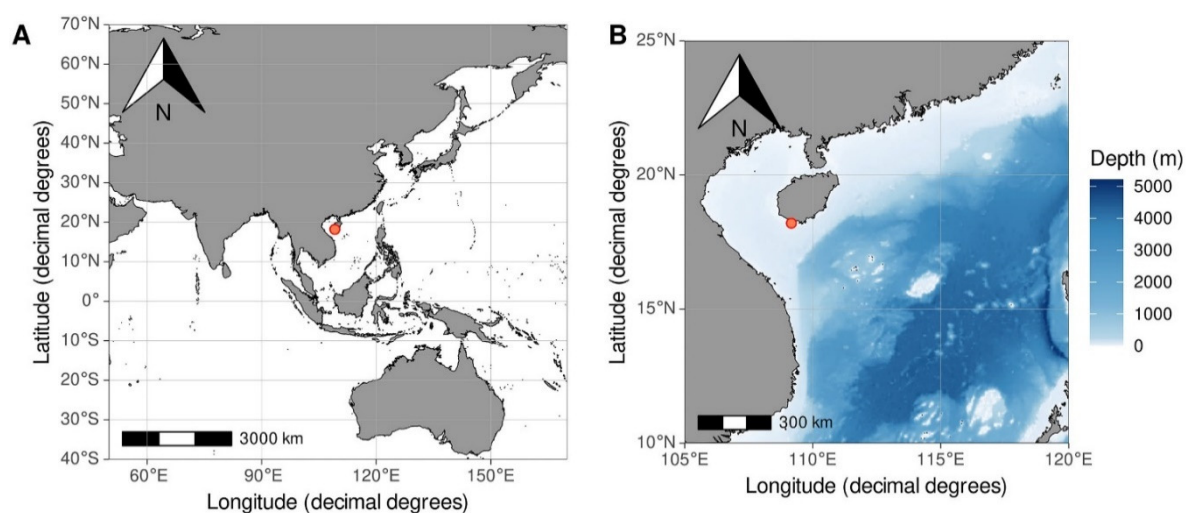 A
70°N
60°N
50°N
40°N
30°N
20°N
10°N
0°
10°S
20°S
30°S
40°S
Latitude (decimal degrees)
N
3000 km
60°E
90°E
120°E
150°E
Longitude (decimal degrees)
B
25°N
20°N
15°N
10°N
Latitude (decimal degrees)
N
300 km
105°E
110°E
115°E
120°E
Longitude (decimal degrees)
Depth (m)
5000
4000
3000
2000
1000
0